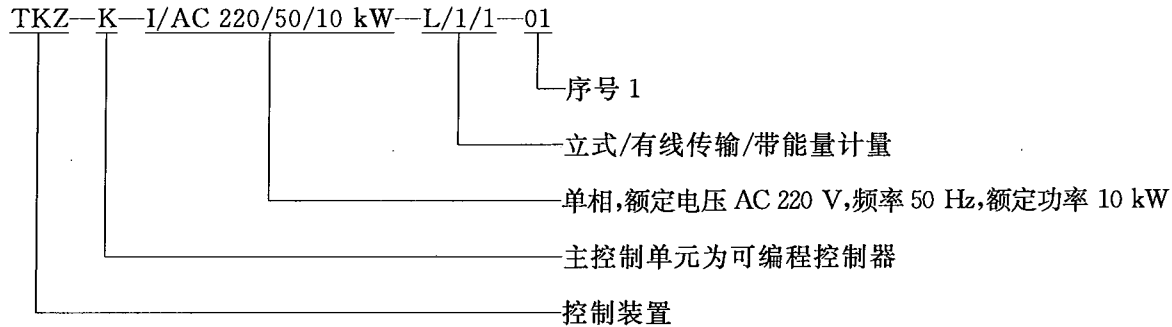 TKZ—K—I/AC 220/50/10 kW—L/1/1—01
序号 1
立式/有线传输/带能量计量
单相,额定电压 AC 220 V,频率 50 Hz,额定功率 10 kW
主控制单元为可编程控制器
控制装置